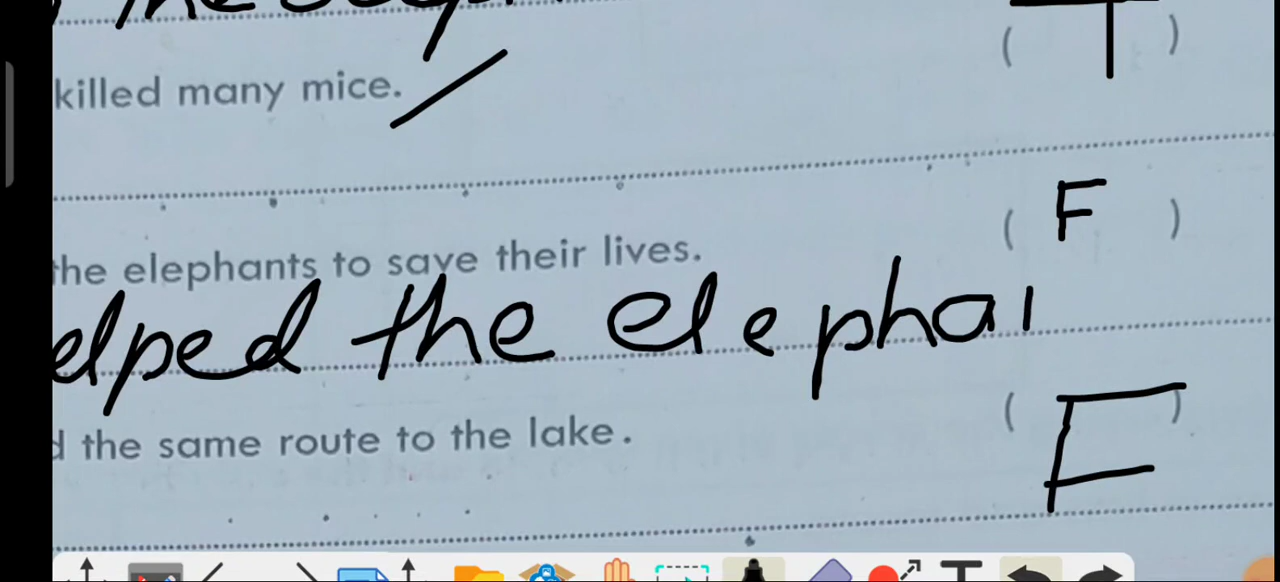 killed many mice. ( T )
the elephants to save their lives. ( F )
elped the elepha
d the same route to the lake. ( F )